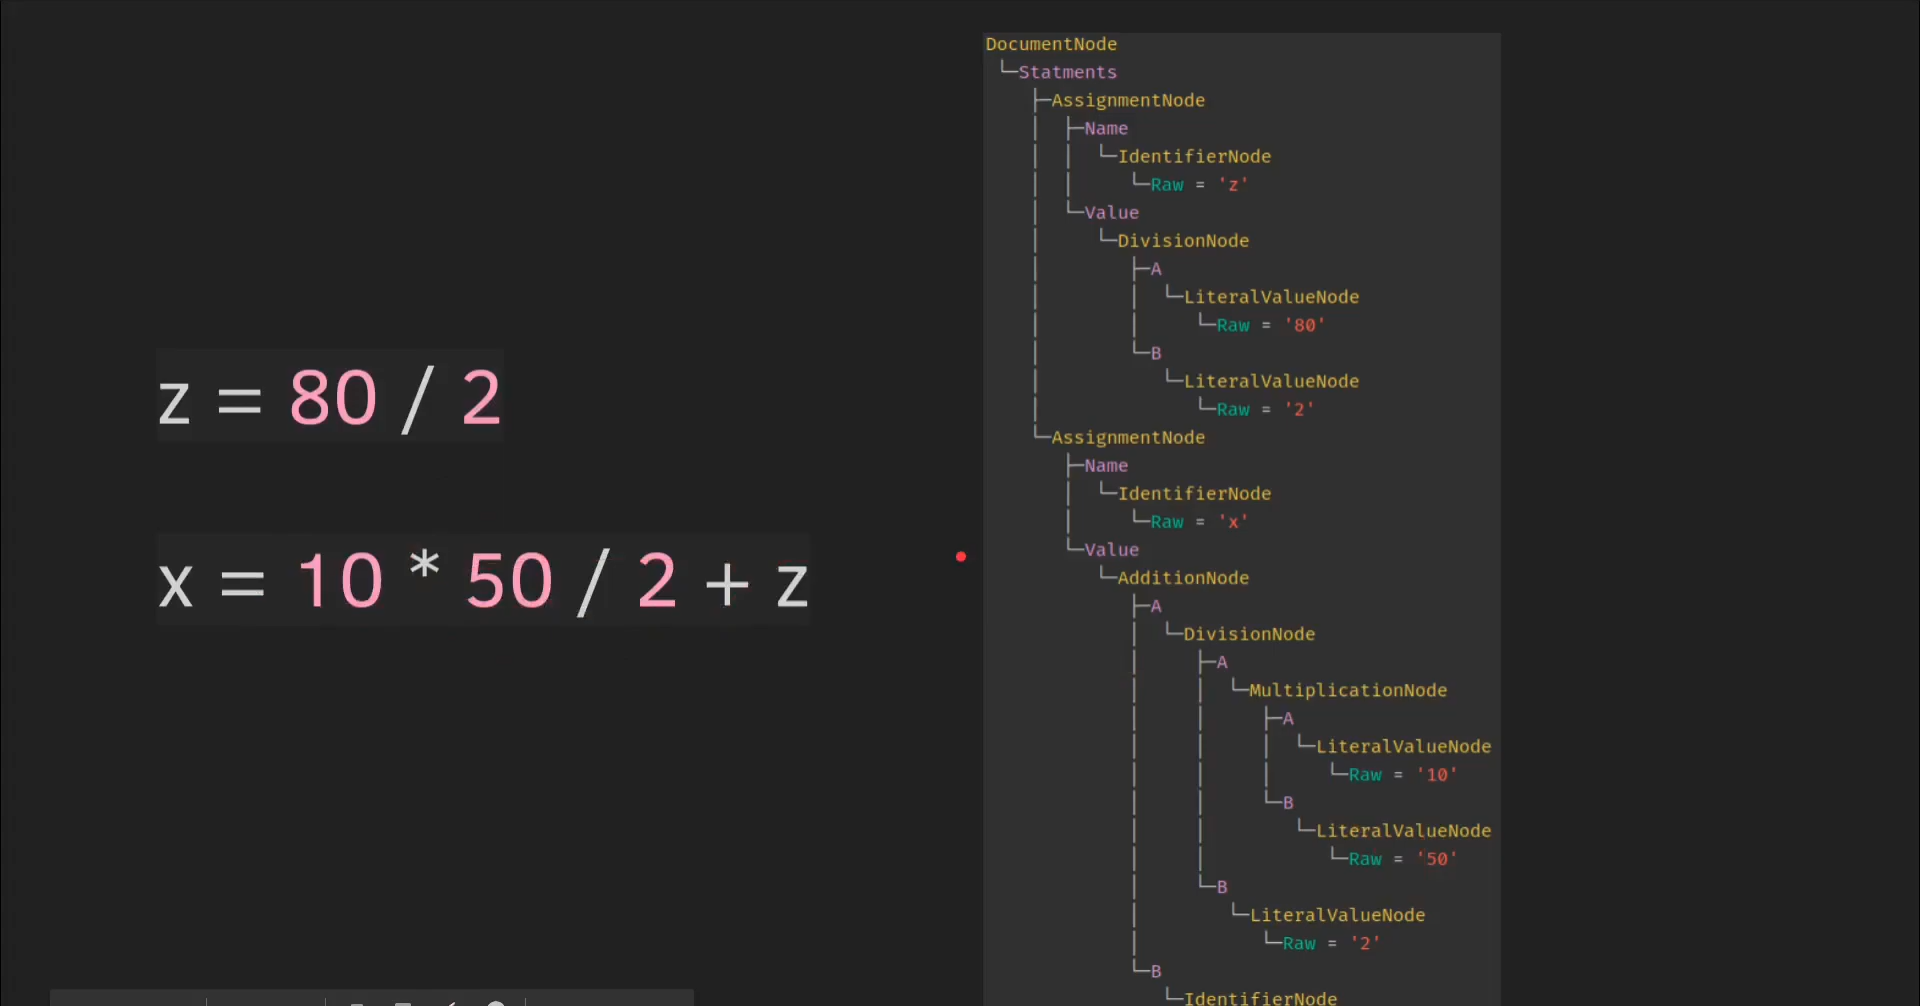 z = 80 / 2
x = 10 * 50 / 2 + z
DocumentNode
└─Statments
├─AssignmentNode
│ ├─Name
│ │ └─IdentifierNode
│ │ └─Raw = 'z'
│ └─Value
│ └─DivisionNode
│ ├─A
│ │ └─LiteralValueNode
│ │ └─Raw = '80'
│ └─B
│ └─LiteralValueNode
│ └─Raw = '2'
└─AssignmentNode
├─Name
│ └─IdentifierNode
│ └─Raw = 'x'
└─Value
└─AdditionNode
├─A
│ └─DivisionNode
│ ├─A
│ │ └─MultiplicationNode
│ │ ├─A
│ │ │ └─LiteralValueNode
│ │ │ └─Raw = '10'
│ │ └─B
│ │ └─LiteralValueNode
│ │ └─Raw = '50'
│ └─B
│ └─LiteralValueNode
│ └─Raw = '2'
└─B
└─IdentifierNode